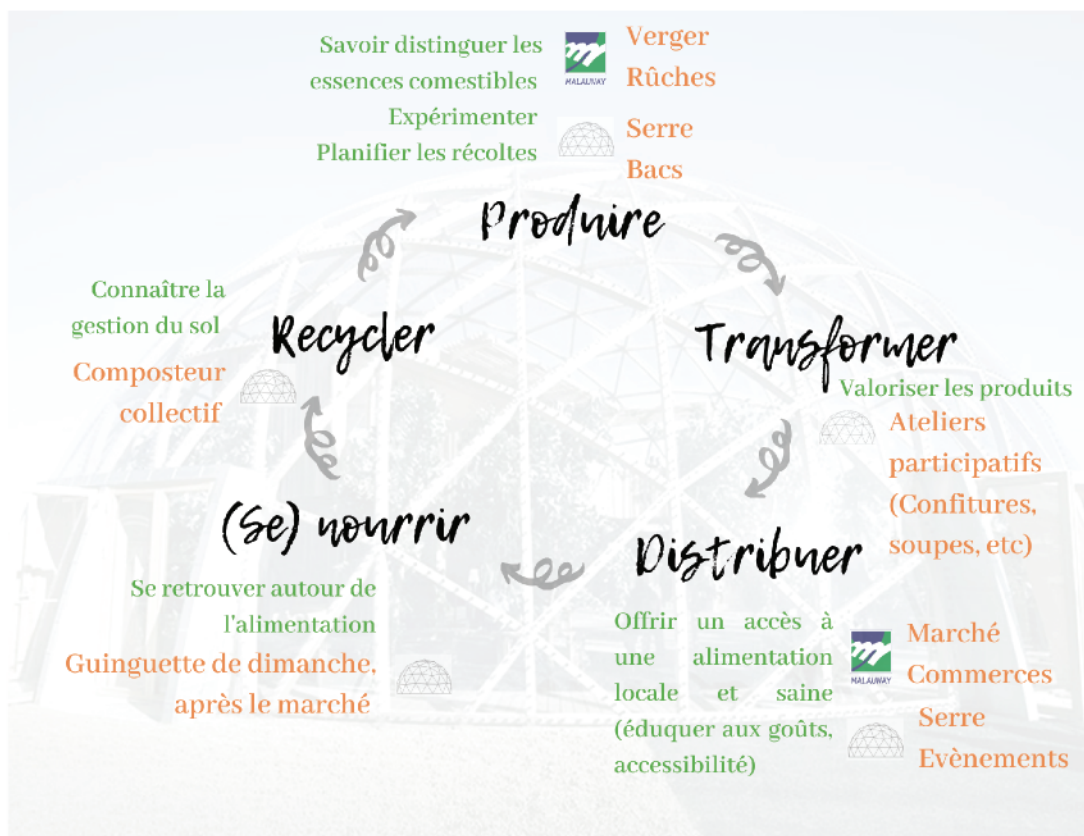 Savoir distinguer les
essences comestibles
Expérimenter
Planifier les récoltes
MALAUNAY
Verger
Rûches
Serre
Bacs
Produire
Transformer
Valoriser les produits
Ateliers
participatifs
(Confitures,
soupes, etc)
Distribuer
Offrir un accès à
une alimentation
locale et saine
(éduquer aux goûts,
accessibilité)
MALAUNAY
Marché
Commerces
Serre
Evènements
(Se) nourrir
Se retrouver autour de
l'alimentation
Guinguette de dimanche,
après le marché
Recycler
Connaître la
gestion du sol
Composteur
collectif